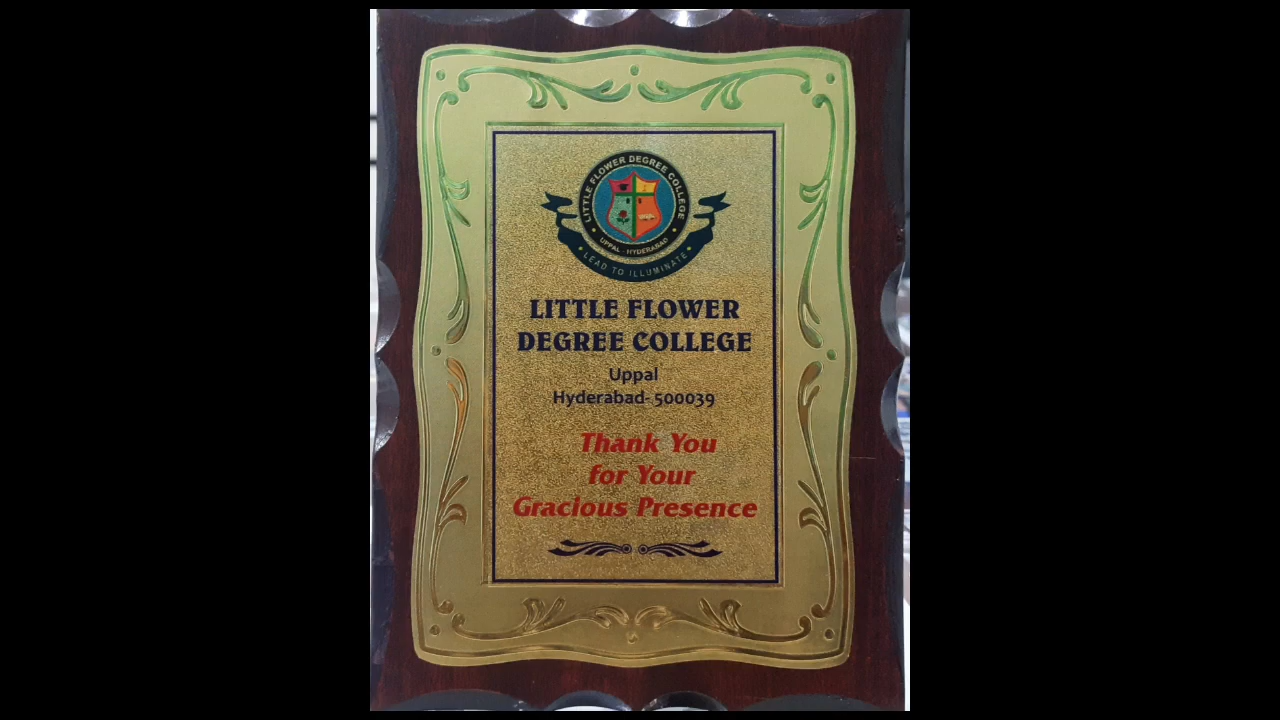 LITTLE FLOWER DEGREE COLLEGE
UPPAL - HYDERABAD
LEAD TO ILLUMINATE
LITTLE FLOWER
DEGREE COLLEGE
Uppal
Hyderabad- 500039
Thank You
for Your
Gracious Presence